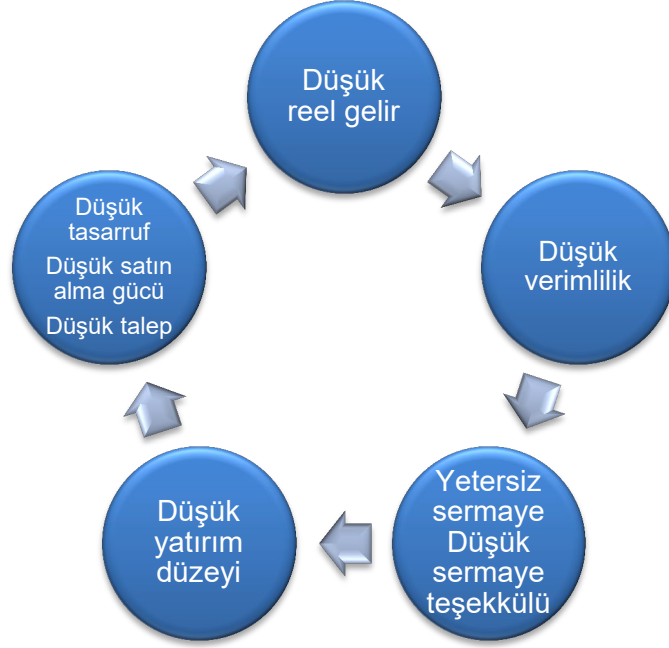 Düşük
reel gelir
Düşük
verimlilik
Yetersiz
sermaye
Düşük
sermaye
teşekkülü
Düşük
yatırım
düzeyi
Düşük
tasarruf
Düşük satın
alma gücü
Düşük talep